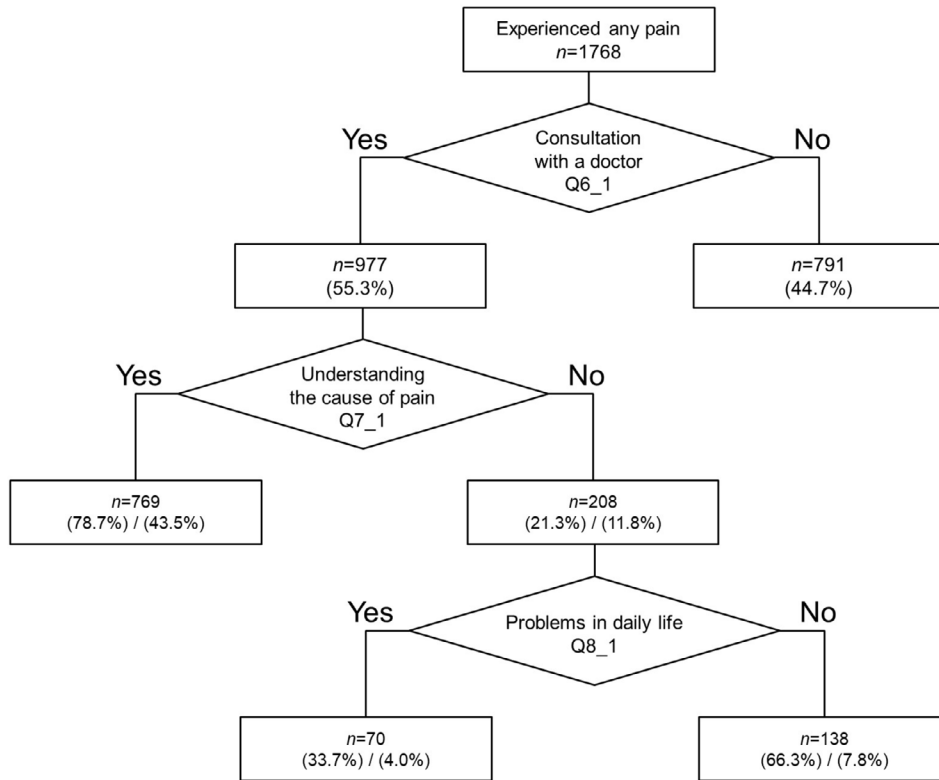 Experienced any pain
n=1768
Yes
Consultation
with a doctor
Q6_1
No
n=977
(55.3%)
n=791
(44.7%)
Yes
Understanding
the cause of pain
Q7_1
No
n=769
(78.7%) / (43.5%)
n=208
(21.3%) / (11.8%)
Yes
Problems in daily life
Q8_1
No
n=70
(33.7%) / (4.0%)
n=138
(66.3%) / (7.8%)